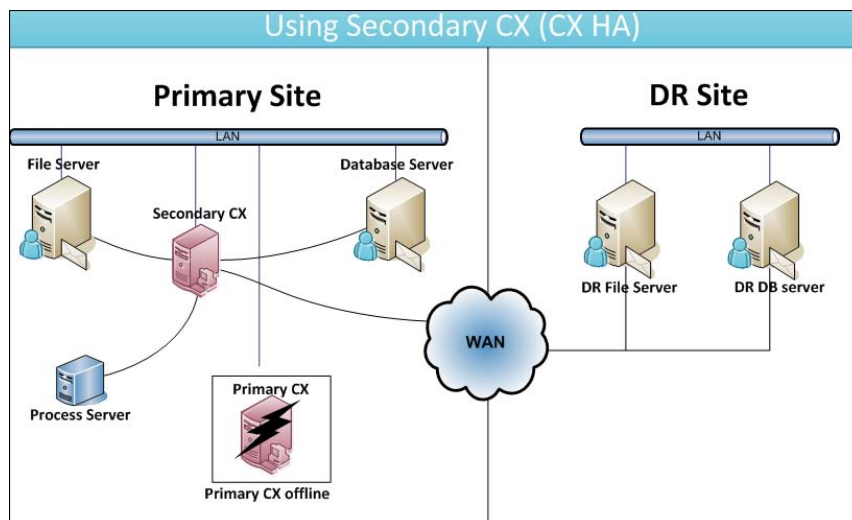 Using Secondary CX (CX HA)
Primary Site
DR Site
LAN
LAN
File Server
Database Server
Secondary CX
DR File Server
DR DB server
WAN
Process Server
Primary CX
Primary CX offline